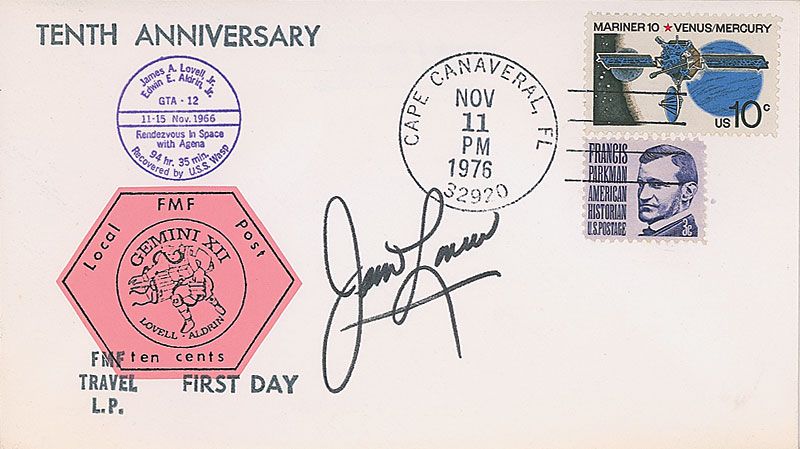 TENTH ANNIVERSARY
James A. Lovell, Jr.
Edwin E. Aldrin, Jr.
GTA - 12
11-15 Nov. 1966
Rendezvous In Space
with Agena
94 hr. 35 min.
Recovered by U.S.S. Wasp
CAPE CANAVERAL, FL
NOV
11
PM
1976
32920
MARINER 10 ★ VENUS/MERCURY
US 10c
FRANCIS
PARKMAN
AMERICAN
HISTORIAN
U.S. POSTAGE
3c
Local FMF Post
GEMINI XII
LOVELL - ALDRIN
ten cents
FMF
TRAVEL
L.P.
FIRST DAY
James Lovell